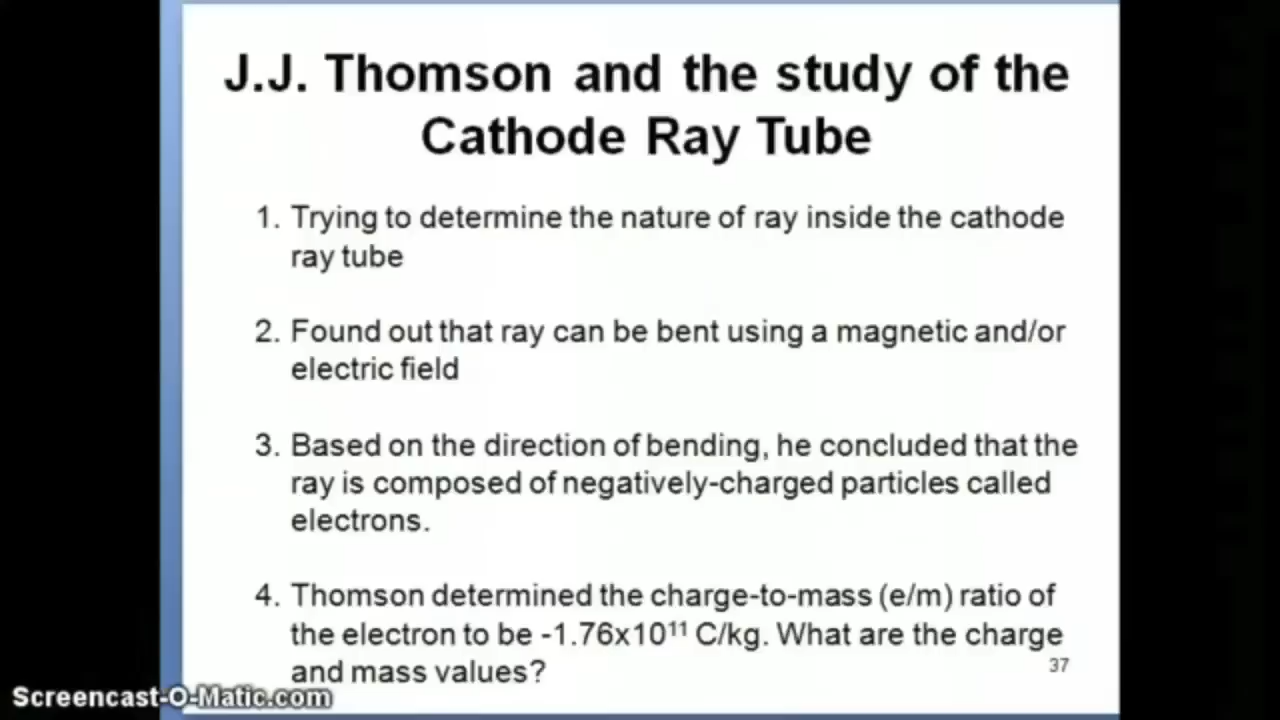 J.J. Thomson and the study of the
Cathode Ray Tube
1. Trying to determine the nature of ray inside the cathode
ray tube
2. Found out that ray can be bent using a magnetic and/or
electric field
3. Based on the direction of bending, he concluded that the
ray is composed of negatively-charged particles called
electrons.
4. Thomson determined the charge-to-mass (e/m) ratio of
the electron to be -1.76x10¹¹ C/kg. What are the charge
and mass values?
37
Screencast-O-Matic.com